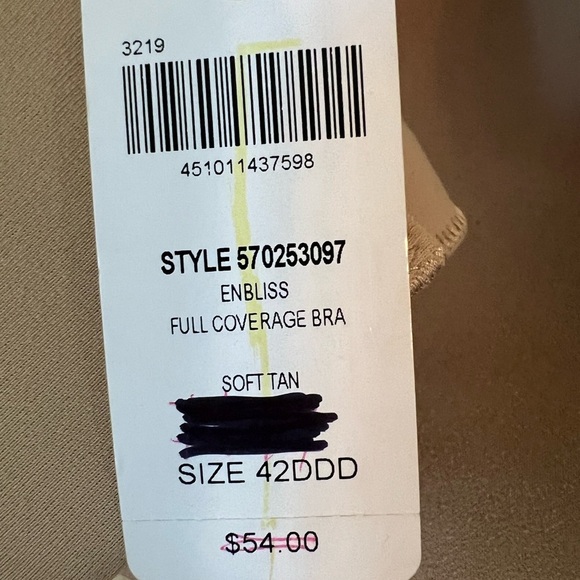 3219
451011437598
STYLE 570253097
ENBLISS
FULL COVERAGE BRA
SOFT TAN
SIZE 42DDD
$54.00